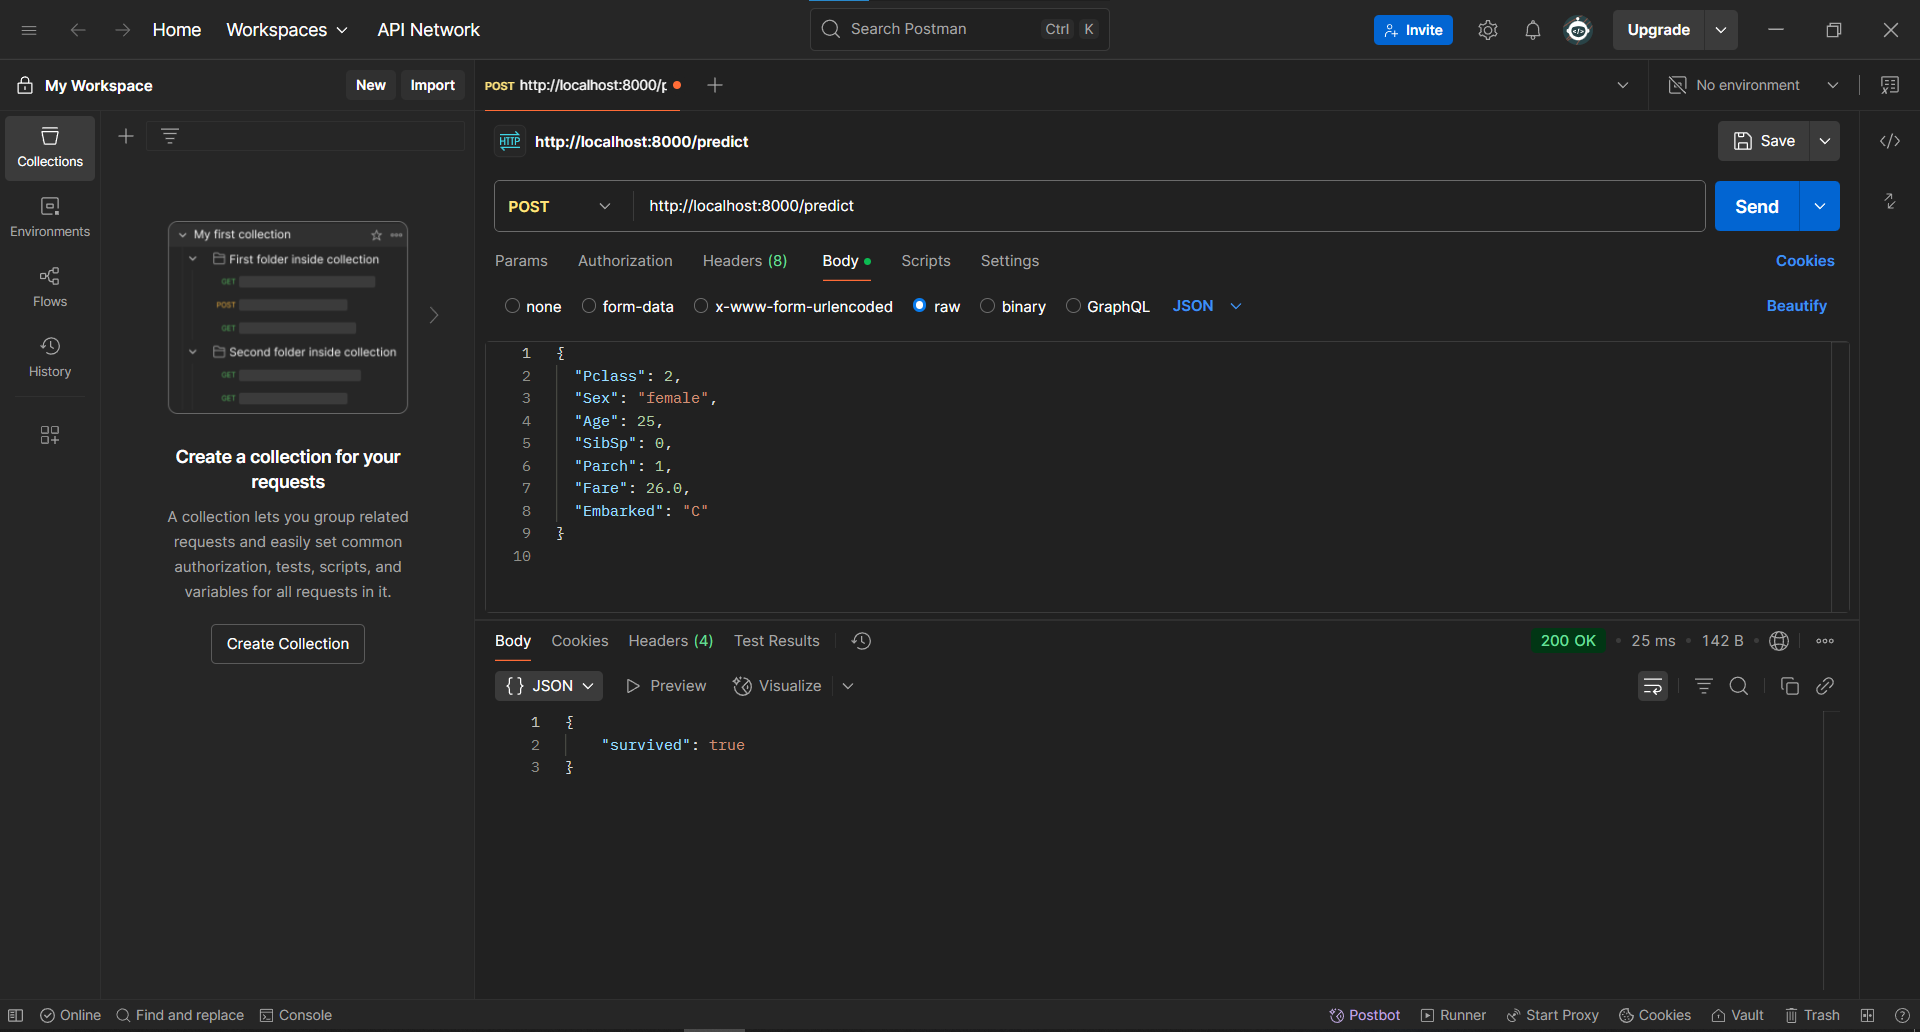 Home Workspaces API Network Search Postman Ctrl K Invite Upgrade
My Workspace New Import POST http://localhost:8000/p No environment
Collections
Environments
Flows
History
My first collection
First folder inside collection
GET
POST
GET
Second folder inside collection
GET
GET
Create a collection for your
requests
A collection lets you group related
requests and easily set common
authorization, tests, scripts, and
variables for all requests in it.
Create Collection
HTTP http://localhost:8000/predict Save
POST http://localhost:8000/predict Send
Params Authorization Headers (8) Body Scripts Settings Cookies
none form-data x-www-form-urlencoded raw binary GraphQL JSON Beautify
1 {
2 "Pclass": 2,
3 "Sex": "female",
4 "Age": 25,
5 "SibSp": 0,
6 "Parch": 1,
7 "Fare": 26.0,
8 "Embarked": "C"
9 }
10
Body Cookies Headers (4) Test Results 200 OK • 25 ms • 142 B •
{} JSON Preview Visualize
1 {
2 "survived": true
3 }
Online Find and replace Console Postbot Runner Start Proxy Cookies Vault Trash